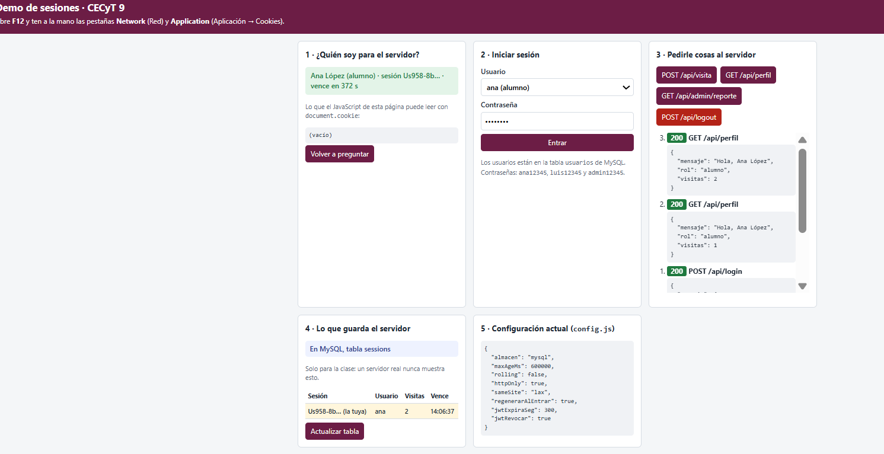 Demo de sesiones · CECyT 9
bre F12 y ten a la mano las pestañas Network (Red) y Application (Aplicación → Cookies).
1 · ¿Quién soy para el servidor?
Ana López (alumno) · sesión Us958-8b... ·
vence en 372 s
Lo que el JavaScript de esta página puede leer con
document.cookie:
(vacío)
Volver a preguntar
2 · Iniciar sesión
Usuario
ana (alumno)
Contraseña
••••••••
Entrar
Los usuarios están en la tabla usuarios de MySQL.
Contraseñas: ana12345, luis12345 y admin12345.
3 · Pedirle cosas al servidor
POST /api/visita
GET /api/perfil
GET /api/admin/reporte
POST /api/logout
3. 200 GET /api/perfil
{
"mensaje": "Hola, Ana López",
"rol": "alumno",
"visitas": 2
}
2. 200 GET /api/perfil
{
"mensaje": "Hola, Ana López",
"rol": "alumno",
"visitas": 1
}
1. 200 POST /api/login
{
4 · Lo que guarda el servidor
En MySQL, tabla sessions
Solo para la clase: un servidor real nunca muestra
esto.
Sesión Usuario Visitas Vence
Us958-8b... (la tuya) ana 2 14:06:37
Actualizar tabla
5 · Configuración actual (config.js)
{
"almacen": "mysql",
"maxAgeMs": 600000,
"rolling": false,
"httpOnly": true,
"sameSite": "lax",
"regenerarAlEntrar": true,
"jwtExpiraSeg": 300,
"jwtRevocar": true
}